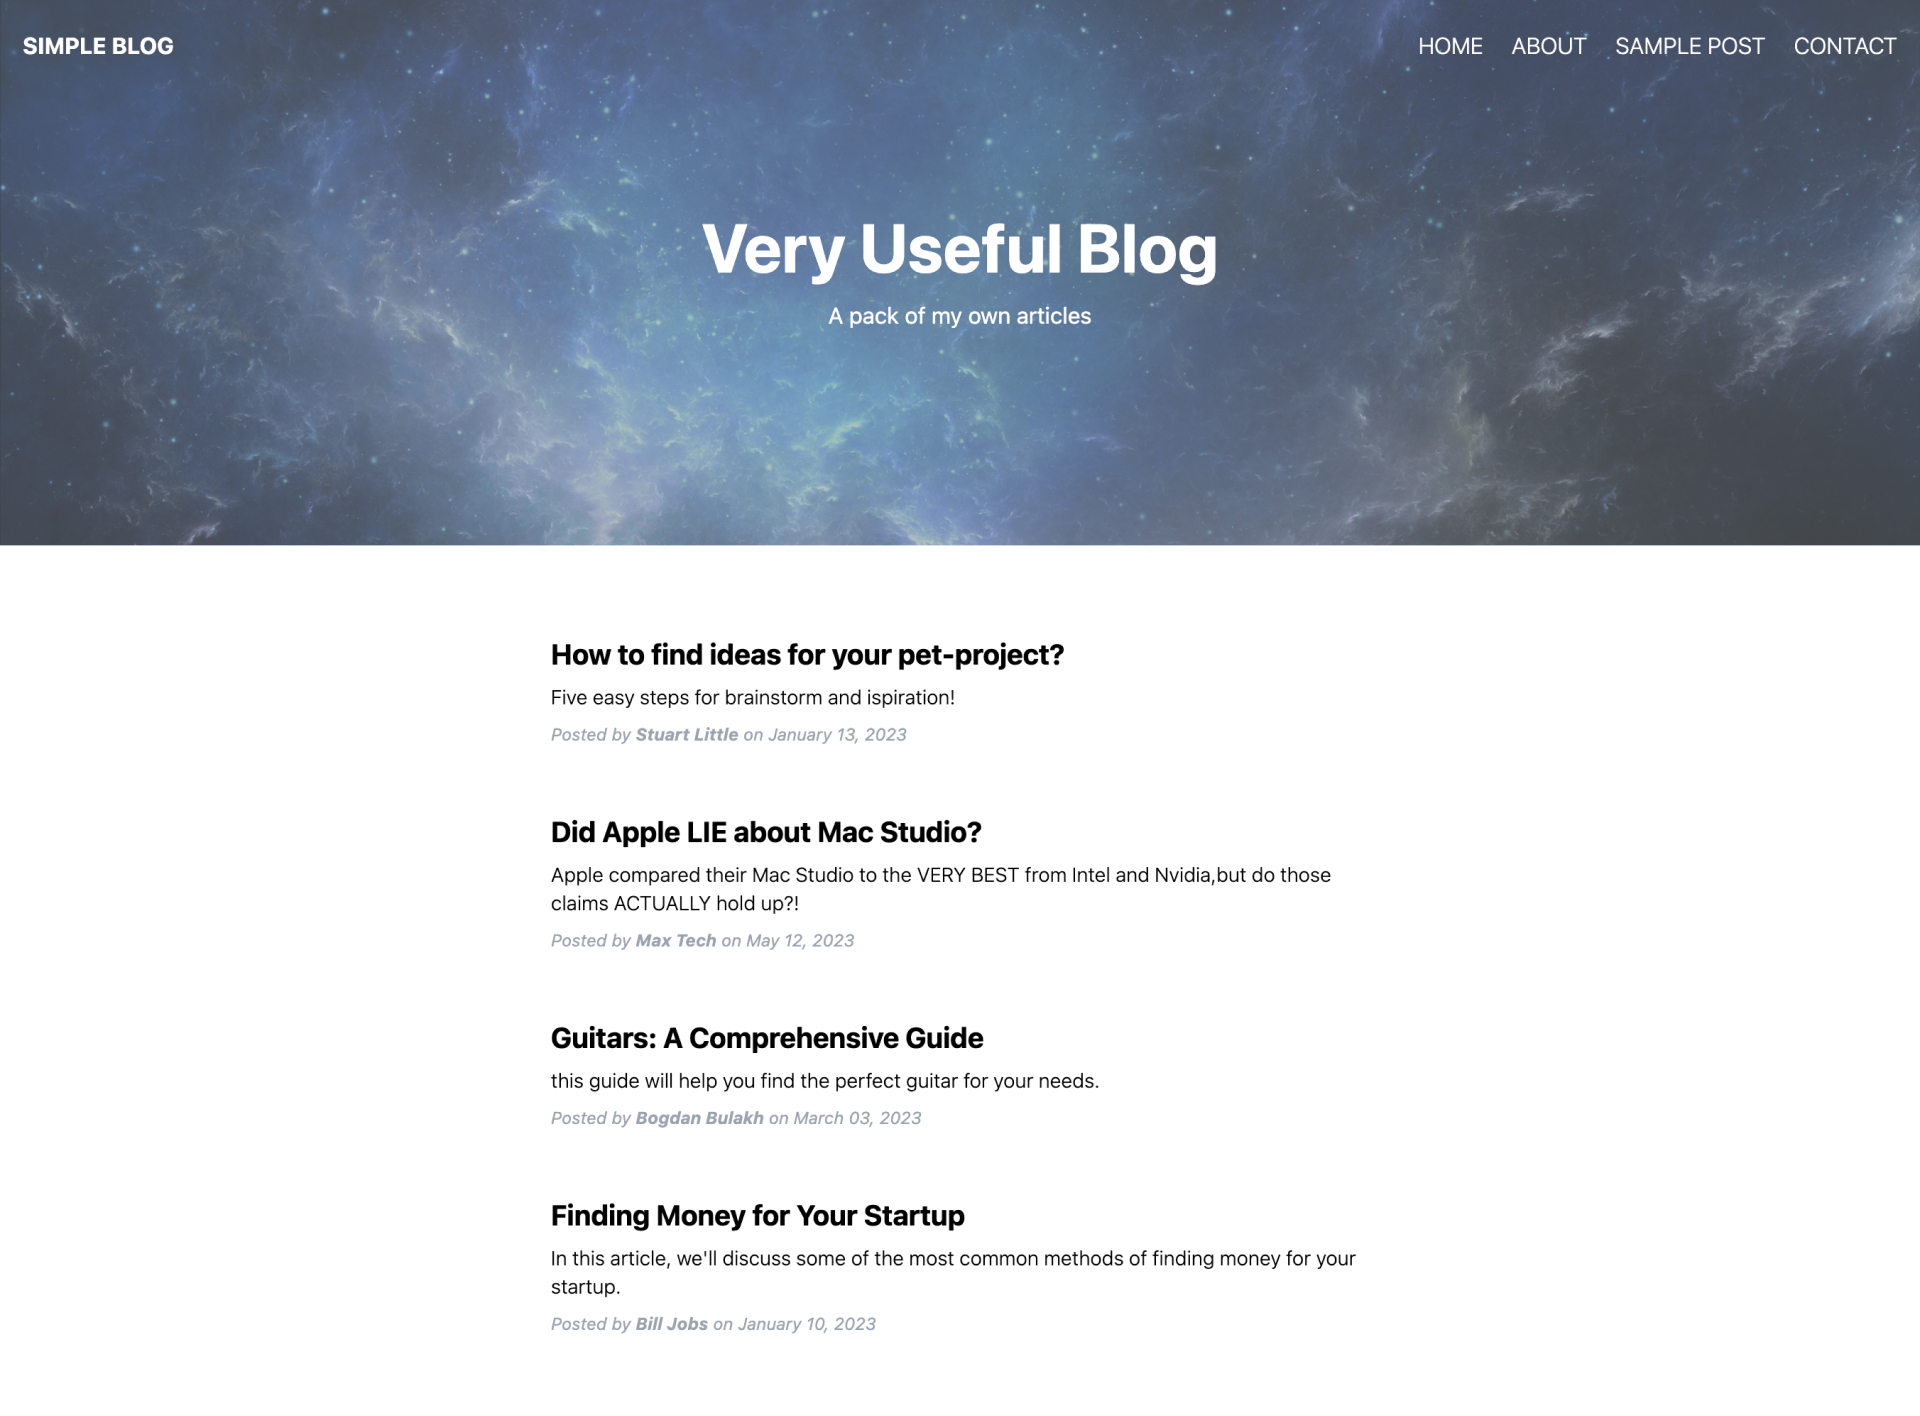 SIMPLE BLOG
HOME ABOUT SAMPLE POST CONTACT
Very Useful Blog
A pack of my own articles
How to find ideas for your pet-project?
Five easy steps for brainstorm and ispiration!
Posted by Stuart Little on January 13, 2023
Did Apple LIE about Mac Studio?
Apple compared their Mac Studio to the VERY BEST from Intel and Nvidia,but do those
claims ACTUALLY hold up?!
Posted by Max Tech on May 12, 2023
Guitars: A Comprehensive Guide
this guide will help you find the perfect guitar for your needs.
Posted by Bogdan Bulakh on March 03, 2023
Finding Money for Your Startup
In this article, we'll discuss some of the most common methods of finding money for your
startup.
Posted by Bill Jobs on January 10, 2023